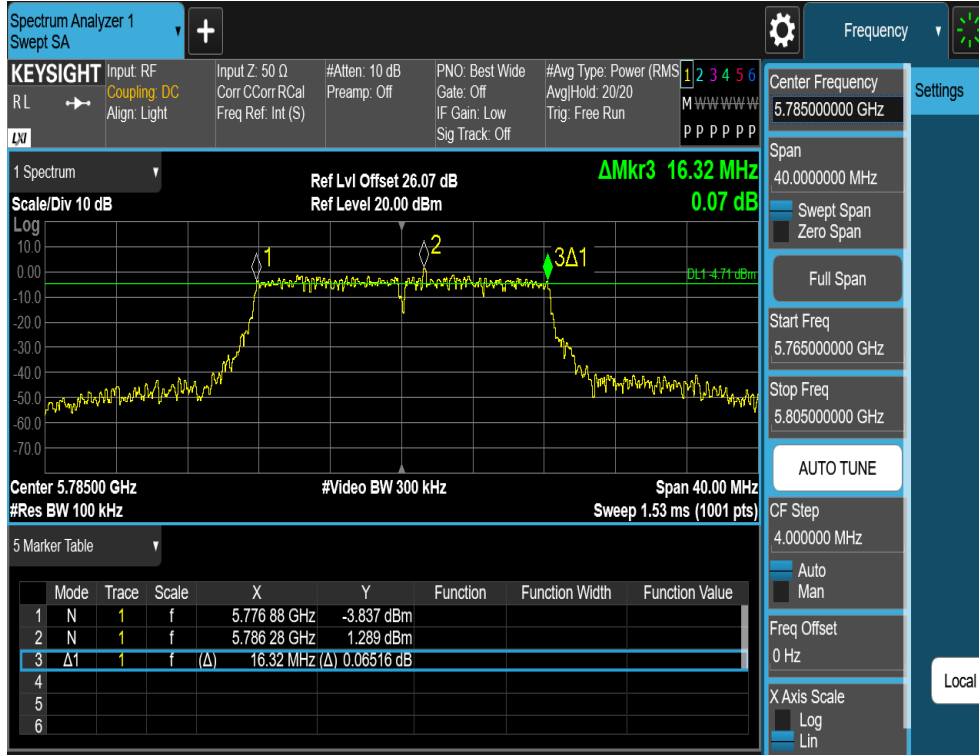 Spectrum Analyzer 1
Swept SA
+
Frequency
KEYSIGHT
RL
LXI
Input: RF
Coupling: DC
Align: Light
Input Z: 50 Ω
Corr CCorr RCal
Freq Ref: Int (S)
#Atten: 10 dB
Preamp: Off
PNO: Best Wide
Gate: Off
IF Gain: Low
Sig Track: Off
#Avg Type: Power (RMS
Avg|Hold: 20/20
Trig: Free Run
1 2 3 4 5 6
M W W W W W
P P P P P P
1 Spectrum
Scale/Div 10 dB
Ref Lvl Offset 26.07 dB
Ref Level 20.00 dBm
ΔMkr3 16.32 MHz
0.07 dB
Log
10.0
0.00
-10.0
-20.0
-30.0
-40.0
-50.0
-60.0
-70.0
1
2
3Δ1
DL1 -4.71 dBm
Center 5.78500 GHz
#Res BW 100 kHz
#Video BW 300 kHz
Span 40.00 MHz
Sweep 1.53 ms (1001 pts)
5 Marker Table
Mode Trace Scale X Y Function Function Width Function Value
1 N 1 f 5.776 88 GHz -3.837 dBm
2 N 1 f 5.786 28 GHz 1.289 dBm
3 Δ1 1 f (Δ) 16.32 MHz (Δ) 0.06516 dB
4
5
6
Center Frequency
5.785000000 GHz
Span
40.0000000 MHz
Swept Span
Zero Span
Full Span
Start Freq
5.765000000 GHz
Stop Freq
5.805000000 GHz
AUTO TUNE
CF Step
4.000000 MHz
Auto
Man
Freq Offset
0 Hz
X Axis Scale
Log
Lin
Settings
Local